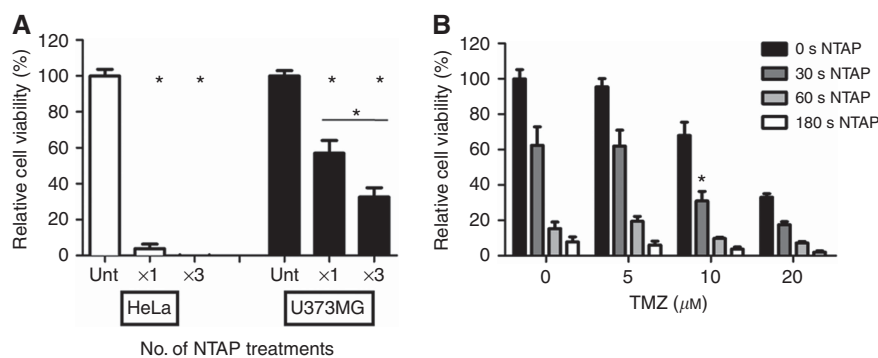 A
Relative cell viability (%)
120
100
80
60
40
20
0
* * * *
*
Unt ×1 ×3 Unt ×1 ×3
HeLa U373MG
No. of NTAP treatments
B
Relative cell viability (%)
120
100
80
60
40
20
0
*
0 s NTAP
30 s NTAP
60 s NTAP
180 s NTAP
0 5 10 20
TMZ (μM)